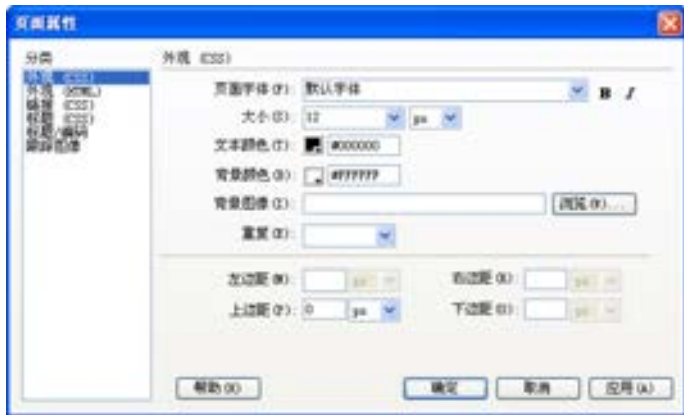 页面属性
分类
外观 (CSS)
外观 (CSS)
外观 (HTML)
链接 (CSS)
标题 (CSS)
标题/编码
跟踪图像
页面字体(F): 默认字体 B I
大小(S): 12 px
文本颜色(T): #000000
背景颜色(B): #FFFFFF
背景图像(I): 浏览(W)...
重复(E):
左边距(M): px 右边距(R): px
上边距(P): 0 px 下边距(O): px
帮助(H) 确定 取消 应用(A)